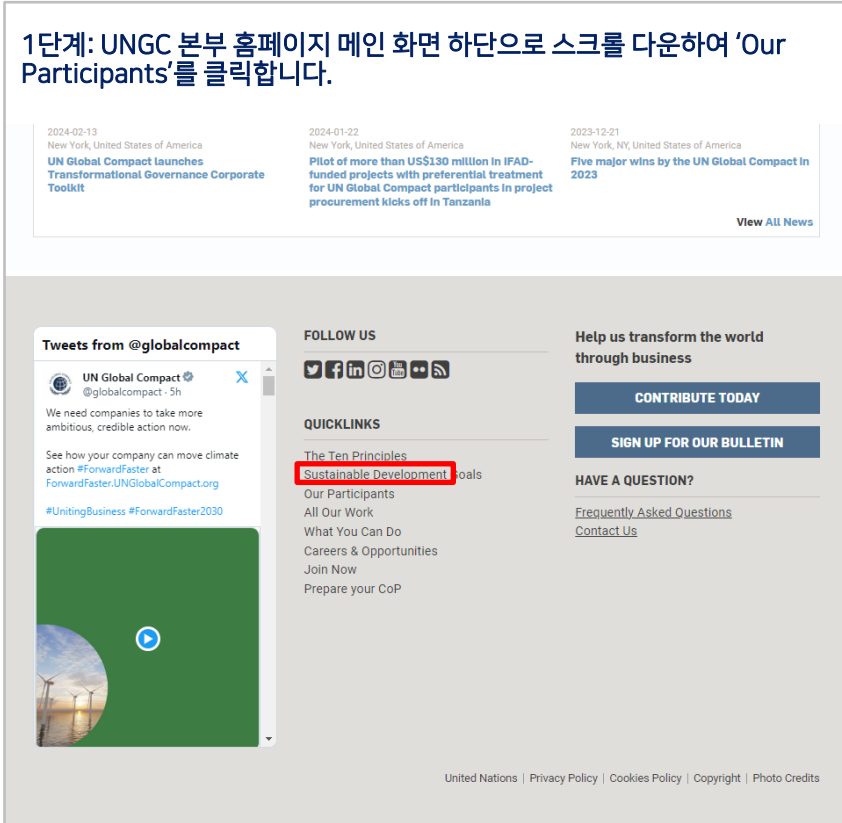 1단계: UNGC 본부 홈페이지 메인 화면 하단으로 스크롤 다운하여 ‘Our
Participants’를 클릭합니다.
2024-02-13
New York, United States of America
UN Global Compact launches
Transformational Governance Corporate
Toolkit
2024-01-22
New York, United States of America
Pilot of more than US$130 million in IFAD-
funded projects with preferential treatment
for UN Global Compact participants in project
procurement kicks off in Tanzania
2023-12-21
New York, NY, United States of America
Five major wins by the UN Global Compact in
2023
View All News
Tweets from @globalcompact
UN Global Compact
@globalcompact · 5h
We need companies to take more
ambitious, credible action now.
See how your company can move climate
action #ForwardFaster at
ForwardFaster.UNGlobalCompact.org
#UnitingBusiness #ForwardFaster2030
FOLLOW US
You
Tube
QUICKLINKS
The Ten Principles
Sustainable Development Goals
Our Participants
All Our Work
What You Can Do
Careers & Opportunities
Join Now
Prepare your CoP
Help us transform the world
through business
CONTRIBUTE TODAY
SIGN UP FOR OUR BULLETIN
HAVE A QUESTION?
Frequently Asked Questions
Contact Us
United Nations | Privacy Policy | Cookies Policy | Copyright | Photo Credits